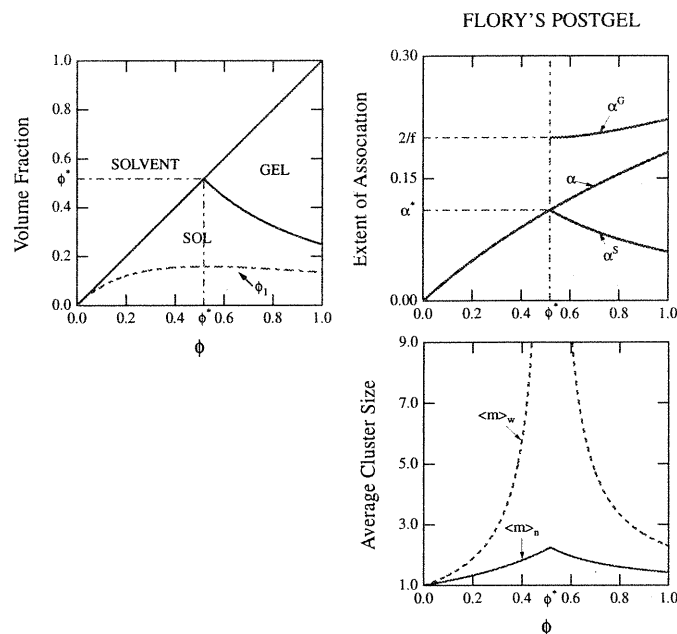 FLORY'S POSTGEL
1.0
0.8
0.6
ϕ*
0.4
0.2
0.0
Volume Fraction
SOLVENT
GEL
SOL
ϕ₁
0.0 0.2 0.4 ϕ* 0.6 0.8 1.0
ϕ
0.30
2/f
0.15
α*
0.00
Extent of Association
α^G
α
α^S
0.0 0.2 0.4 ϕ* 0.6 0.8 1.0
9.0
7.0
5.0
3.0
1.0
Average Cluster Size
<m>_w
<m>_n
0.0 0.2 0.4 ϕ* 0.6 0.8 1.0
ϕ